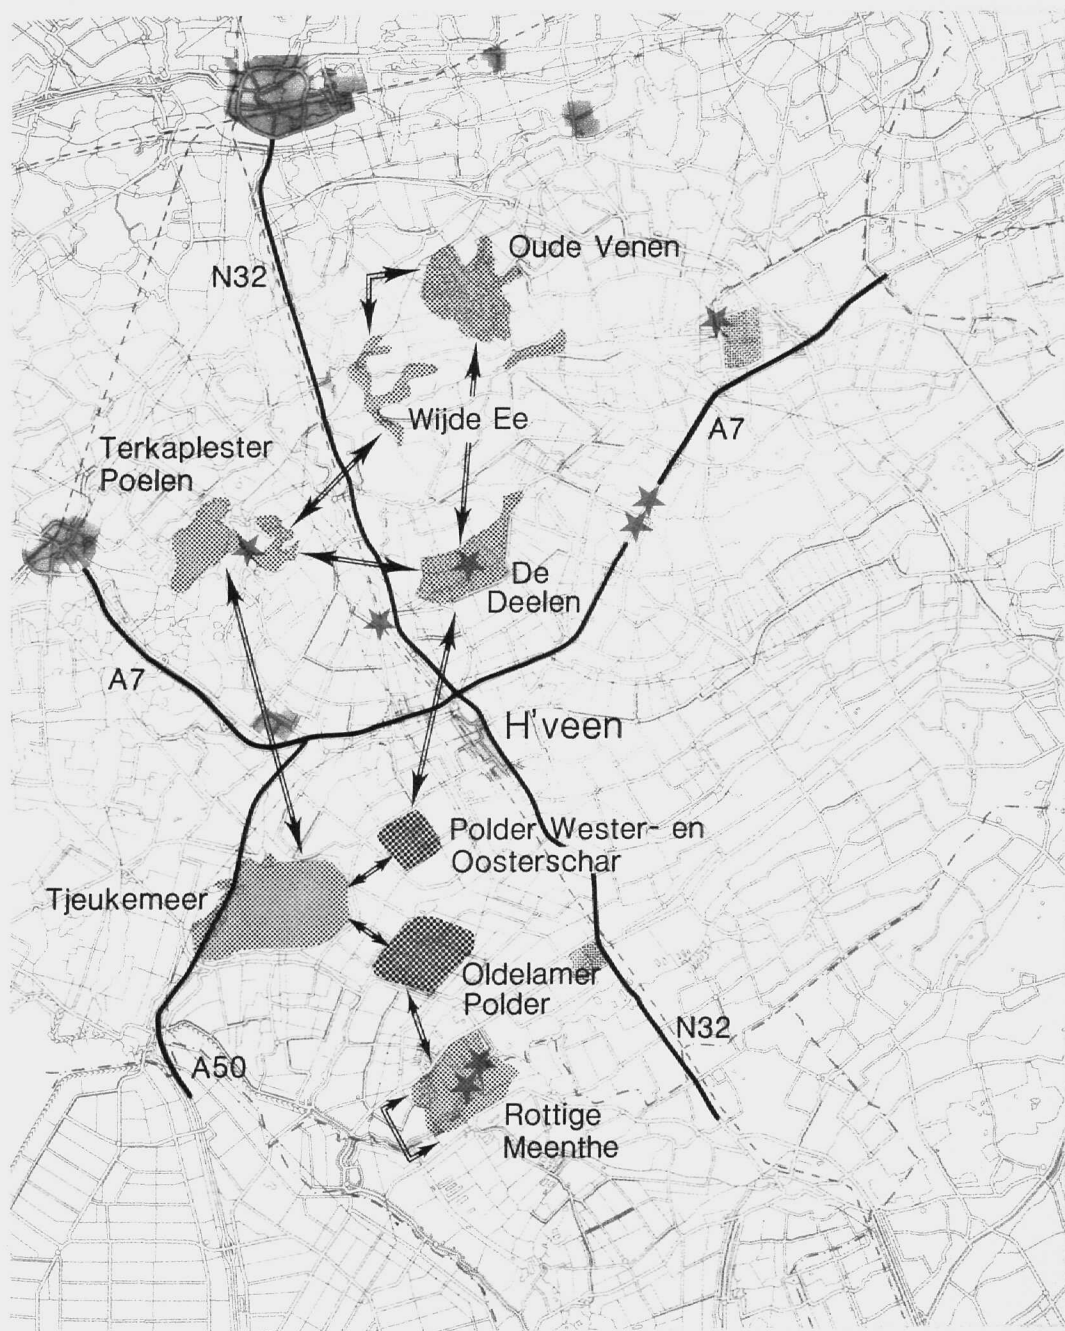 Oude Venen
N32
Wijde Ee
A7
Terkaplester
Poelen
De
Deelen
A7
H'veen
Polder Wester- en
Oosterschar
Tjeukemeer
Oldelamer
Polder
N32
A50
Rottige
Meenthe